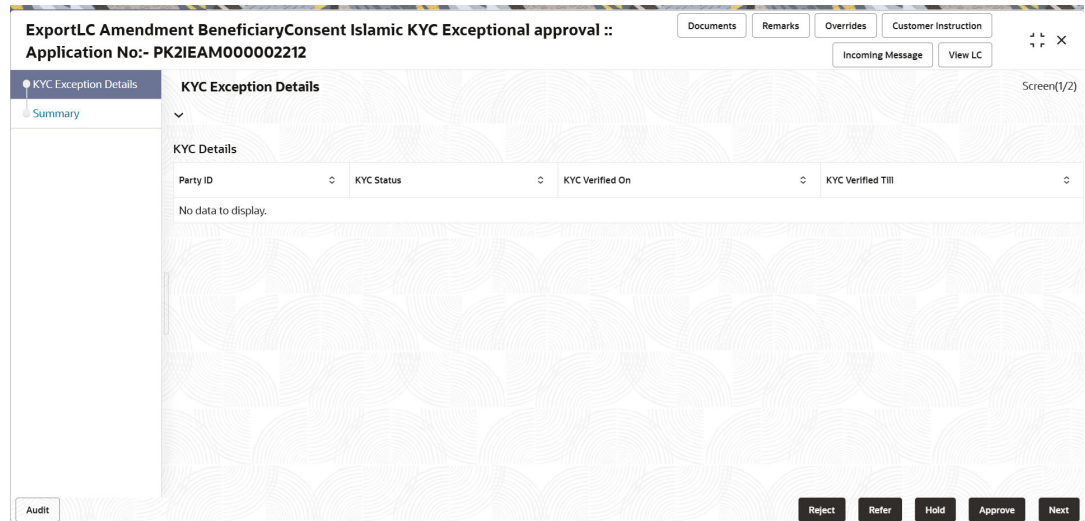 ExportLC Amendment BeneficiaryConsent Islamic KYC Exceptional approval ::
Application No:- PK2IEAM000002212
Documents
Remarks
Overrides
Customer Instruction
Incoming Message
View LC
KYC Exception Details
Summary
KYC Exception Details
Screen(1/2)
KYC Details
Party ID
KYC Status
KYC Verified On
KYC Verified Till
No data to display.
Audit
Reject
Refer
Hold
Approve
Next